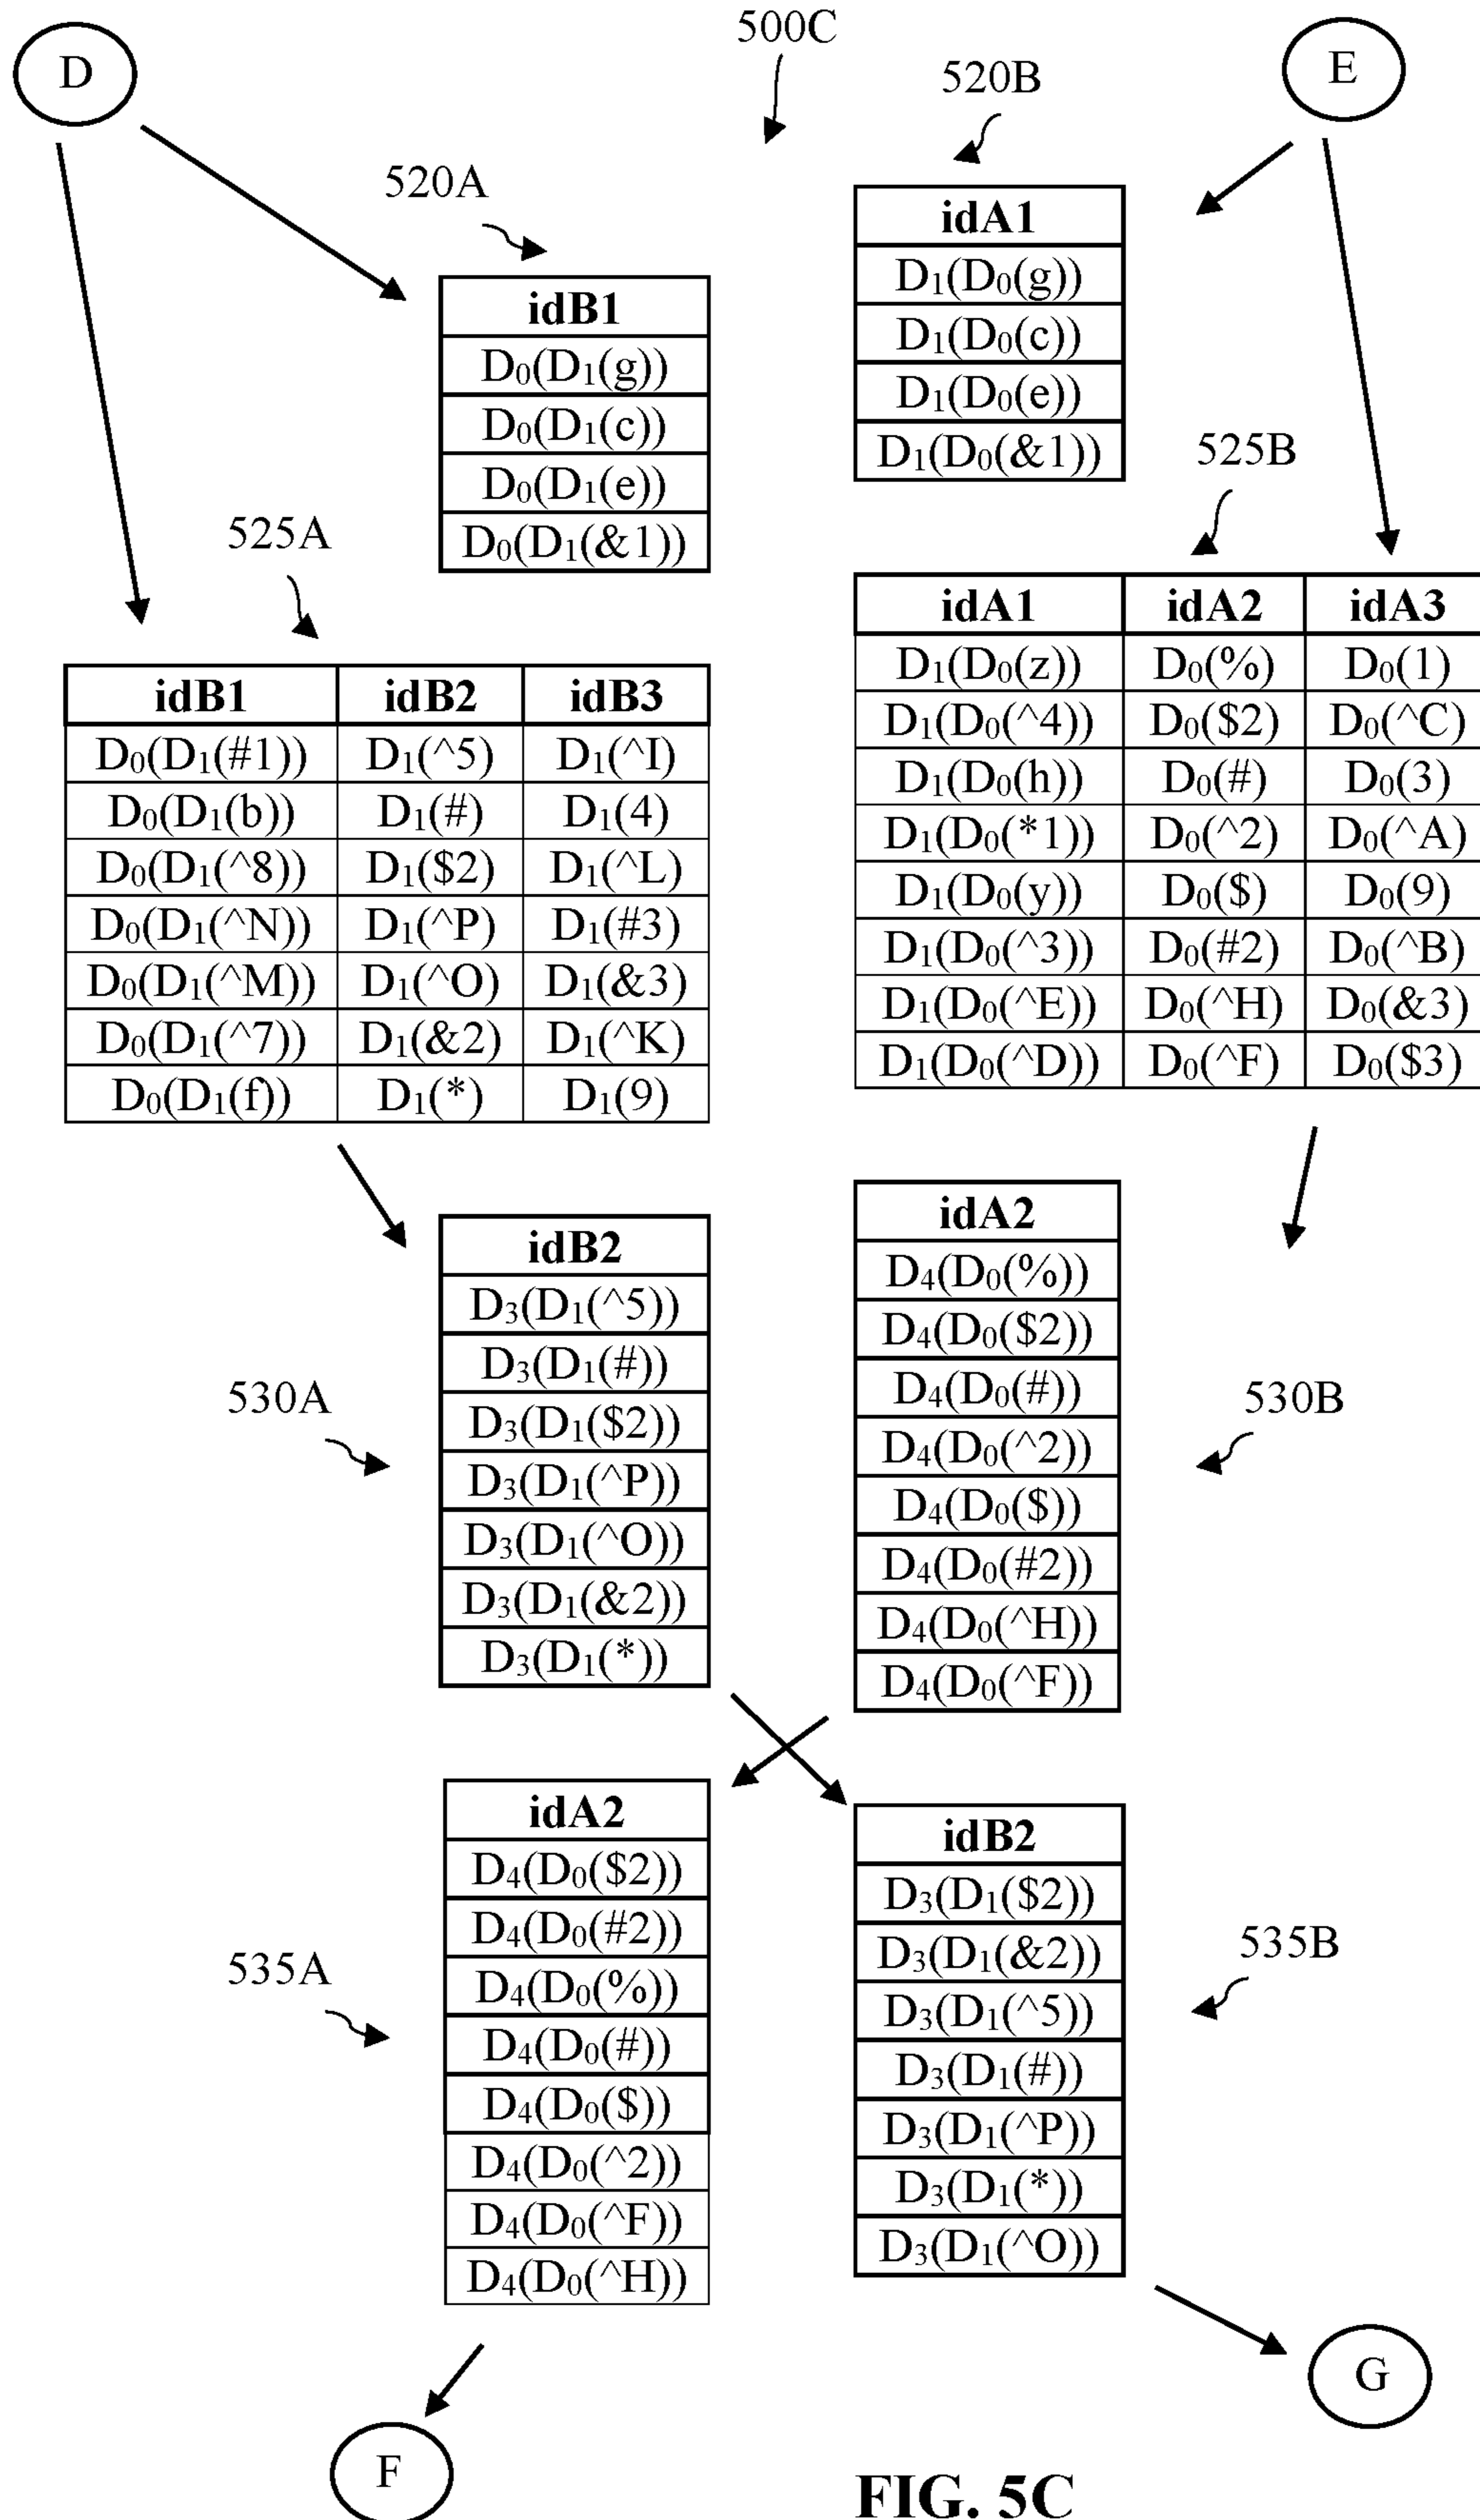 500C
D
E
520B
520A
idA1
D₁(D₀(g))
D₁(D₀(c))
D₁(D₀(e))
D₁(D₀(&1))
idB1
D₀(D₁(g))
D₀(D₁(c))
D₀(D₁(e))
D₀(D₁(&1))
525B
525A
idA1 idA2 idA3
D₁(D₀(z)) D₀(%) D₀(1)
D₁(D₀(^4)) D₀($2) D₀(^C)
D₁(D₀(h)) D₀(#) D₀(3)
D₁(D₀(*1)) D₀(^2) D₀(^A)
D₁(D₀(y)) D₀($) D₀(9)
D₁(D₀(^3)) D₀(#2) D₀(^B)
D₁(D₀(^E)) D₀(^H) D₀(&3)
D₁(D₀(^D)) D₀(^F) D₀($3)
idB1 idB2 idB3
D₀(D₁(#1)) D₁(^5) D₁(^I)
D₀(D₁(b)) D₁(#) D₁(4)
D₀(D₁(^8)) D₁($2) D₁(^L)
D₀(D₁(^N)) D₁(^P) D₁(#3)
D₀(D₁(^M)) D₁(^O) D₁(&3)
D₀(D₁(^7)) D₁(&2) D₁(^K)
D₀(D₁(f)) D₁(*) D₁(9)
530A
idB2
D₃(D₁(^5))
D₃(D₁(#))
D₃(D₁($2))
D₃(D₁(^P))
D₃(D₁(^O))
D₃(D₁(&2))
D₃(D₁(*))
530B
idA2
D₄(D₀(%))
D₄(D₀($2))
D₄(D₀(#))
D₄(D₀(^2))
D₄(D₀($))
D₄(D₀(#2))
D₄(D₀(^H))
D₄(D₀(^F))
535A
idA2
D₄(D₀($2))
D₄(D₀(#2))
D₄(D₀(%))
D₄(D₀(#))
D₄(D₀($))
D₄(D₀(^2))
D₄(D₀(^F))
D₄(D₀(^H))
535B
idB2
D₃(D₁($2))
D₃(D₁(&2))
D₃(D₁(^5))
D₃(D₁(#))
D₃(D₁(^P))
D₃(D₁(*))
D₃(D₁(^O))
G
F
FIG. 5C